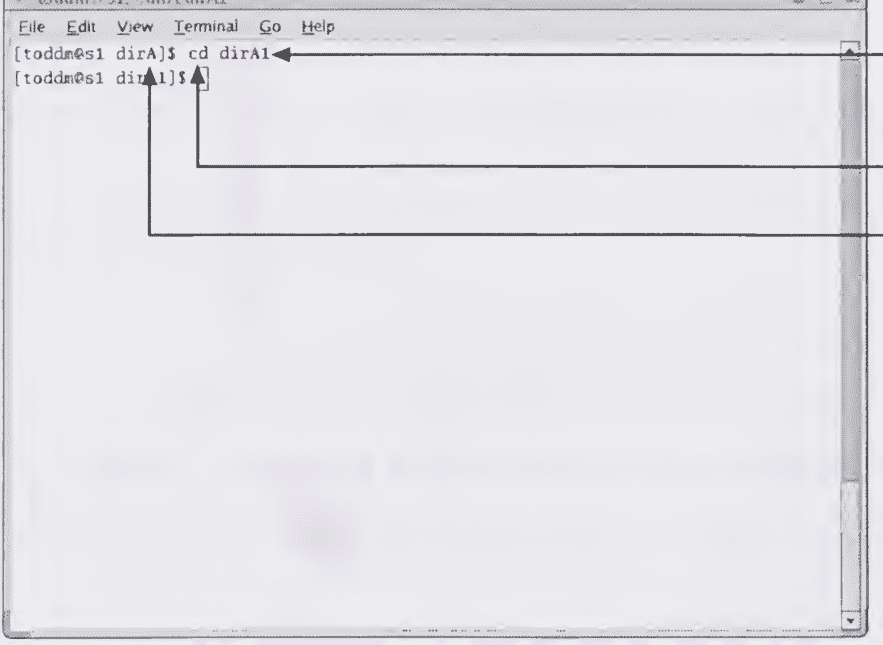 File Edit View Terminal Go Help
[toddm@s1 dirA]$ cd dirA1
[toddm@s1 dirA1]$